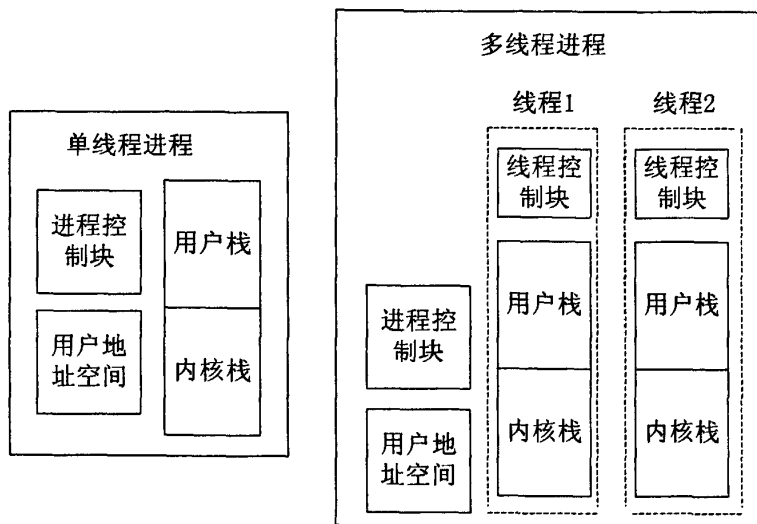 单线程进程
进程控
制块
用户栈
用户地
址空间
内核栈
多线程进程
线程1
线程2
线程控
制块
线程控
制块
用户栈
用户栈
进程控
制块
内核栈
内核栈
用户地
址空间